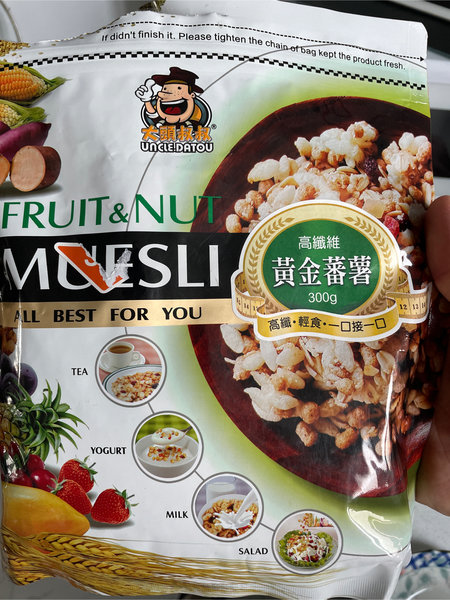 If didn't finish it. Please tighten the chain of bag kept the product fresh.
大頭叔叔®
UNCLE.DATOU
FRUIT & NUT
MUESLI
ALL BEST FOR YOU
高纖維
黃金蕃薯
300g
高纖·輕食·一口接一口
TEA
YOGURT
MILK
SALAD